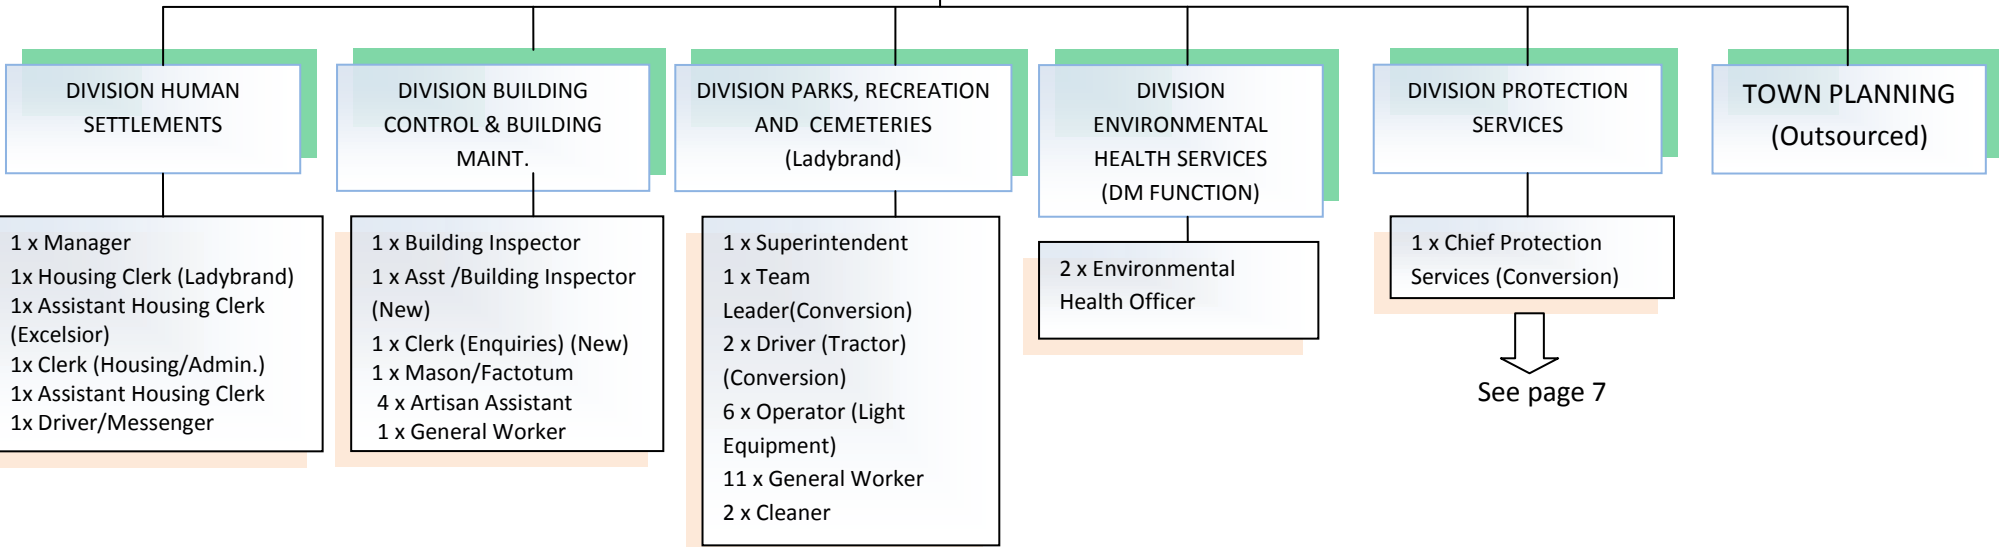 DIVISION HUMAN
SETTLEMENTS
1 x Manager
1x Housing Clerk (Ladybrand)
1x Assistant Housing Clerk
(Excelsior)
1x Clerk (Housing/Admin.)
1x Assistant Housing Clerk
1x Driver/Messenger
DIVISION BUILDING
CONTROL & BUILDING
MAINT.
1 x Building Inspector
1 x Asst /Building Inspector
(New)
1 x Clerk (Enquiries) (New)
1 x Mason/Factotum
4 x Artisan Assistant
1 x General Worker
DIVISION PARKS, RECREATION
AND CEMETERIES
(Ladybrand)
1 x Superintendent
1 x Team
Leader(Conversion)
2 x Driver (Tractor)
(Conversion)
6 x Operator (Light
Equipment)
11 x General Worker
2 x Cleaner
DIVISION
ENVIRONMENTAL
HEALTH SERVICES
(DM FUNCTION)
2 x Environmental
Health Officer
DIVISION PROTECTION
SERVICES
1 x Chief Protection
Services (Conversion)
See page 7
TOWN PLANNING
(Outsourced)